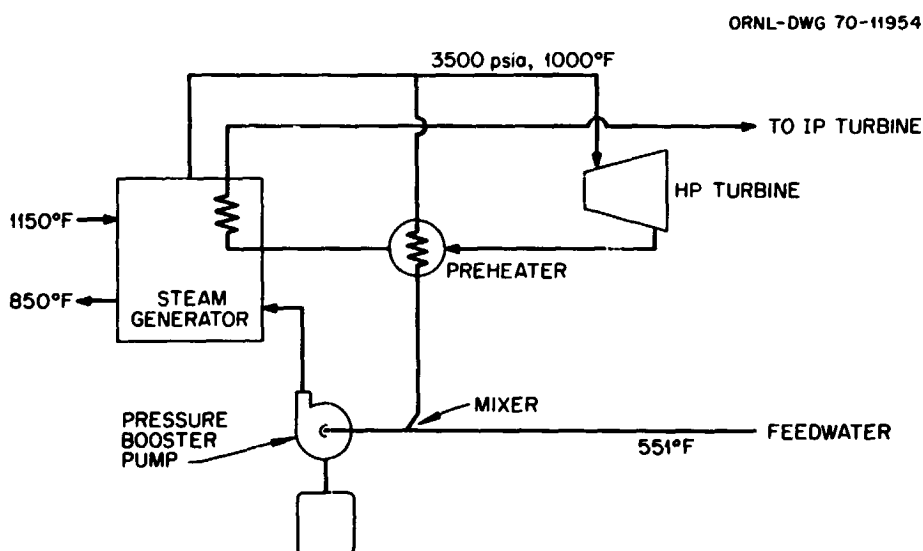 ORNL-DWG 70-11954
3500 psia, 1000°F
TO IP TURBINE
HP TURBINE
1150°F
PREHEATER
850°F
STEAM
GENERATOR
MIXER
PRESSURE
BOOSTER
PUMP
FEEDWATER
551°F